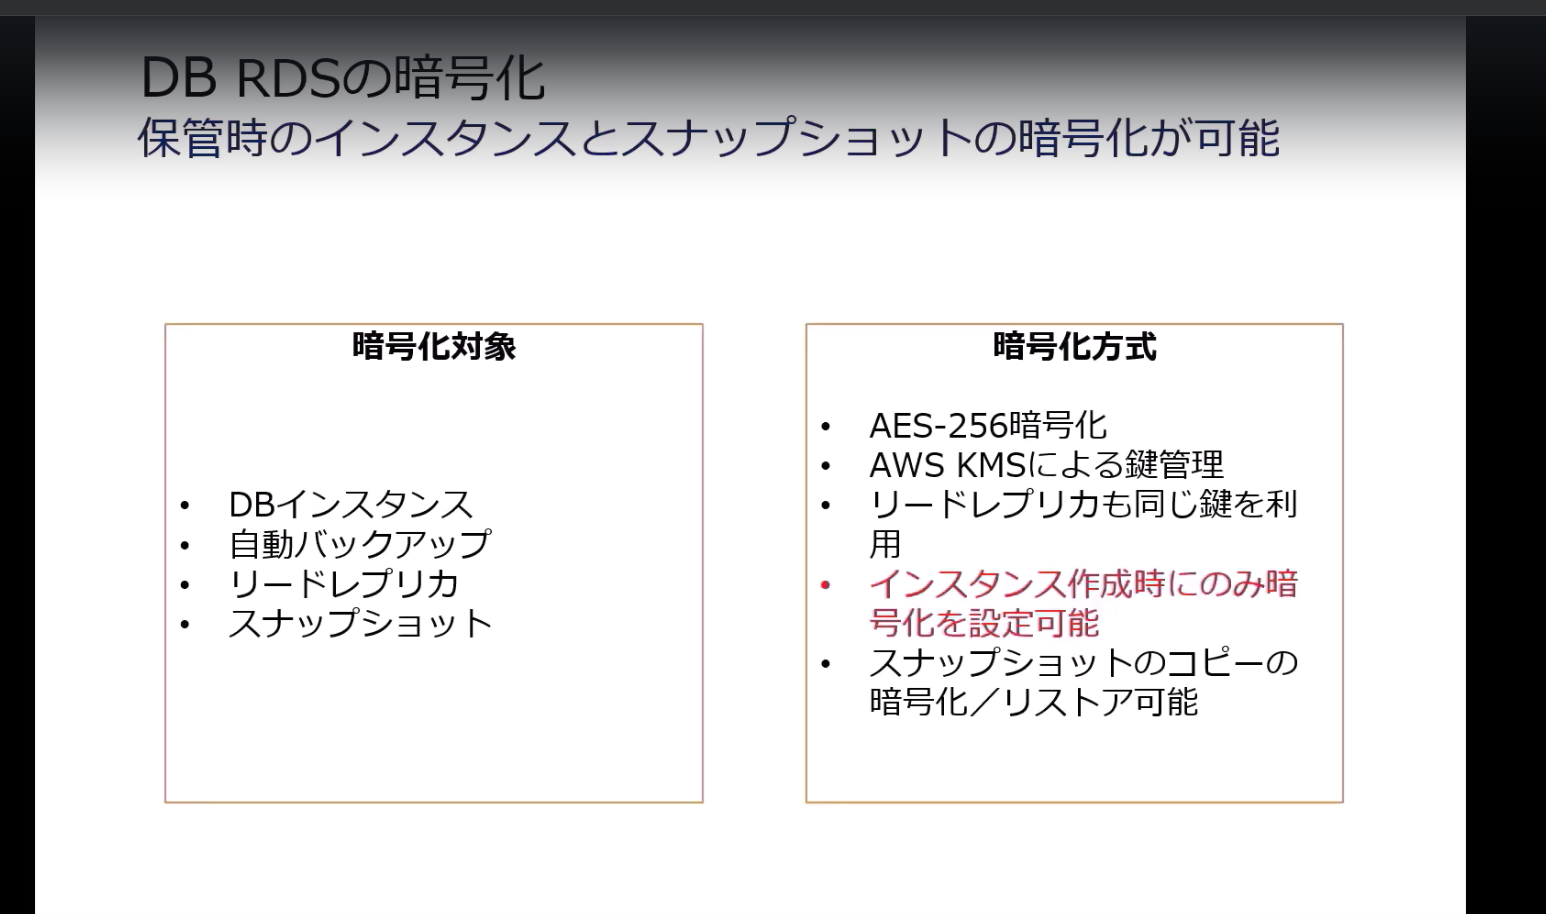 DB RDSの暗号化
保管時のインスタンスとスナップショットの暗号化が可能
暗号化対象
• DBインスタンス
• 自動バックアップ
• リードレプリカ
• スナップショット
暗号化方式
• AES-256暗号化
• AWS KMSによる鍵管理
• リードレプリカも同じ鍵を利
用
• インスタンス作成時にのみ暗
号化を設定可能
• スナップショットのコピーの
暗号化／リストア可能